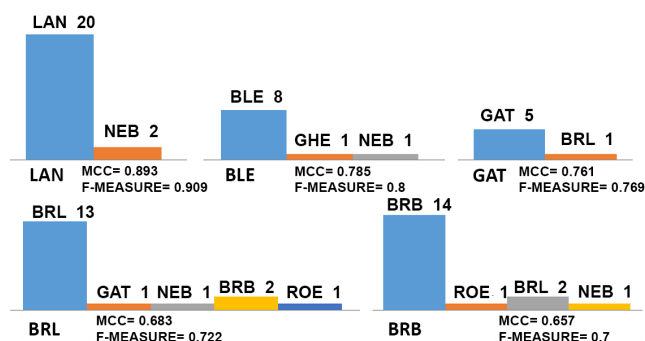 LAN 20
NEB 2
LAN
MCC= 0.893
F-MEASURE= 0.909
BLE 8
GHE 1 NEB 1
BLE
MCC= 0.785
F-MEASURE= 0.8
GAT 5
BRL 1
GAT
MCC= 0.761
F-MEASURE= 0.769
BRL 13
GAT 1 NEB 1 BRB 2 ROE 1
BRL
MCC= 0.683
F-MEASURE= 0.722
BRB 14
ROE 1 BRL 2 NEB 1
BRB
MCC= 0.657
F-MEASURE= 0.7